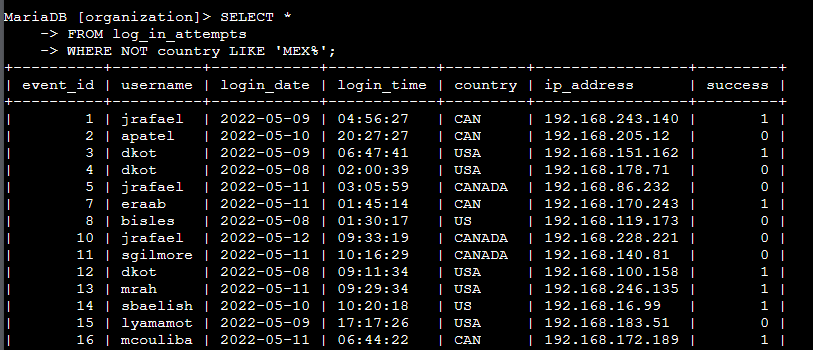 MariaDB [organization]> SELECT *
    -> FROM log_in_attempts
    -> WHERE NOT country LIKE 'MEX%';
+----------+----------+------------+------------+---------+-----------------+---------+
| event_id | username | login_date | login_time | country | ip_address      | success |
+----------+----------+------------+------------+---------+-----------------+---------+
|        1 | jrafael  | 2022-05-09 | 04:56:27   | CAN     | 192.168.243.140 |       1 |
|        2 | apatel   | 2022-05-10 | 20:27:27   | CAN     | 192.168.205.12  |       0 |
|        3 | dkot     | 2022-05-09 | 06:47:41   | USA     | 192.168.151.162 |       1 |
|        4 | dkot     | 2022-05-08 | 02:00:39   | USA     | 192.168.178.71  |       0 |
|        5 | jrafael  | 2022-05-11 | 03:05:59   | CANADA  | 192.168.86.232  |       0 |
|        7 | eraab    | 2022-05-11 | 01:45:14   | CAN     | 192.168.170.243 |       1 |
|        8 | bisles   | 2022-05-08 | 01:30:17   | US      | 192.168.119.173 |       0 |
|       10 | jrafael  | 2022-05-12 | 09:33:19   | CANADA  | 192.168.228.221 |       0 |
|       11 | sgilmore | 2022-05-11 | 10:16:29   | CANADA  | 192.168.140.81  |       0 |
|       12 | dkot     | 2022-05-08 | 09:11:34   | USA     | 192.168.100.158 |       1 |
|       13 | mrah     | 2022-05-11 | 09:29:34   | USA     | 192.168.246.135 |       1 |
|       14 | sbaelish | 2022-05-10 | 10:20:18   | US      | 192.168.16.99   |       1 |
|       15 | lyamamot | 2022-05-09 | 17:17:26   | USA     | 192.168.183.51  |       0 |
|       16 | mcouliba | 2022-05-11 | 06:44:22   | CAN     | 192.168.172.189 |       1 |